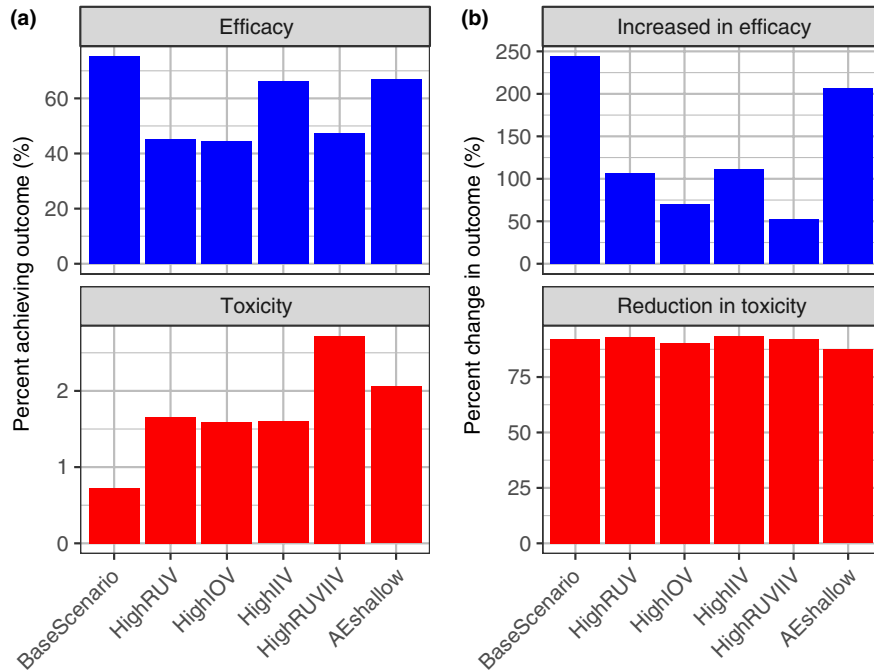 (a)
Efficacy
Percent achieving outcome (%)
60
40
20
0
Toxicity
2
1
0
BaseScenario
HighRUV
HighIOV
HighIIV
HighRUVIIV
AEshallow
(b)
Increased in efficacy
Percent change in outcome (%)
250
200
150
100
50
0
Reduction in toxicity
75
50
25
0
BaseScenario
HighRUV
HighIOV
HighIIV
HighRUVIIV
AEshallow